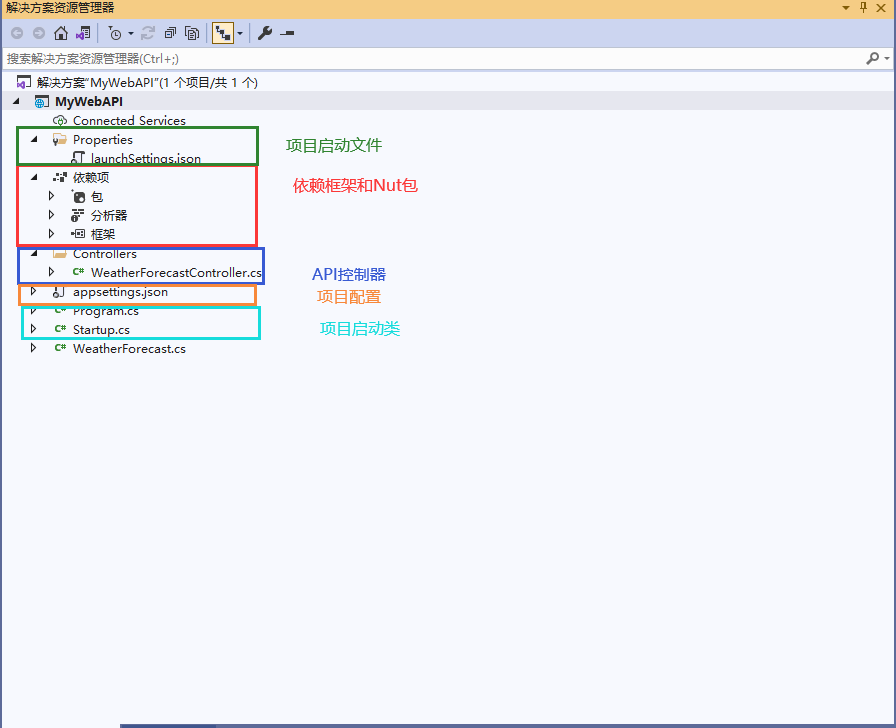 解决方案资源管理器
搜索解决方案资源管理器(Ctrl+;)
解决方案"MyWebAPI"(1 个项目/共 1 个)
MyWebAPI
Connected Services
Properties
launchSettings.json
项目启动文件
依赖项
包
分析器
框架
依赖框架和Nut包
Controllers
WeatherForecastController.cs
API控制器
appsettings.json
项目配置
C# Program.cs
C# Startup.cs
项目启动类
C# WeatherForecast.cs